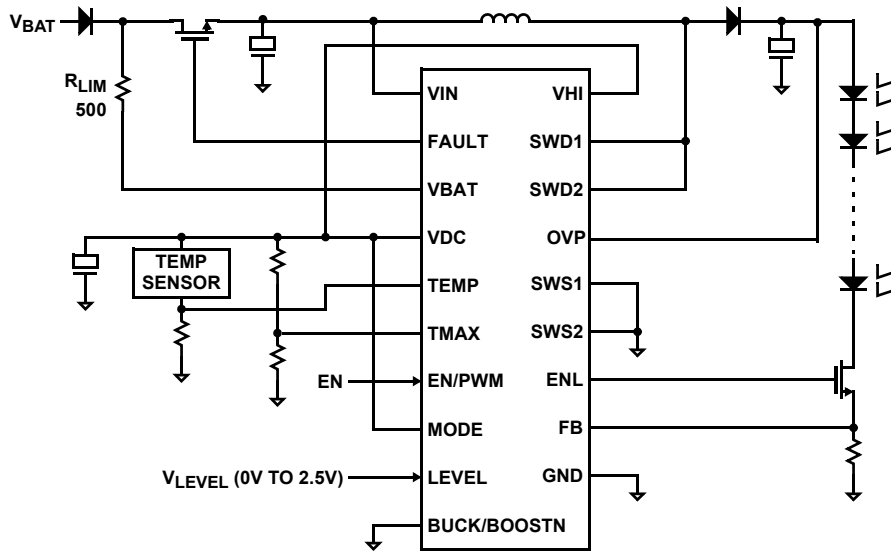 VBAT
RLIM
500
VIN
VHI
FAULT
SWD1
VBAT
SWD2
VDC
OVP
TEMP
SENSOR
TEMP
SWS1
TMAX
SWS2
EN
EN/PWM
ENL
MODE
FB
VLEVEL (0V TO 2.5V)
LEVEL
GND
BUCK/BOOSTN